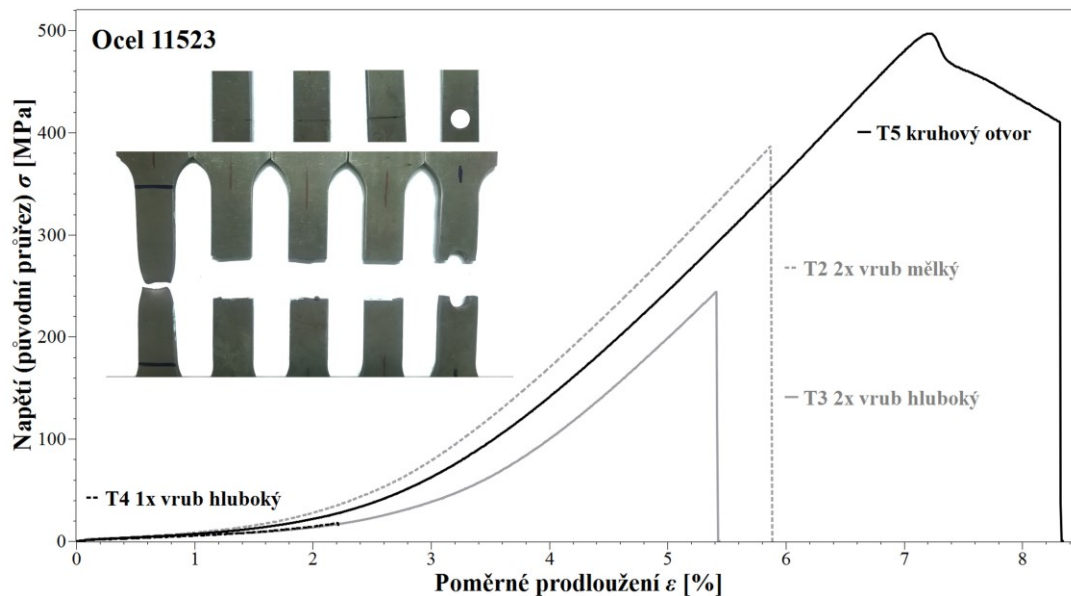 Ocel 11523
500
400
300
200
100
0
Napětí (původní průřez) σ [MPa]
T5 kruhový otvor
T2 2x vrub mělký
T3 2x vrub hluboký
T4 1x vrub hluboký
0 1 2 3 4 5 6 7 8
Poměrné prodloužení ε [%]